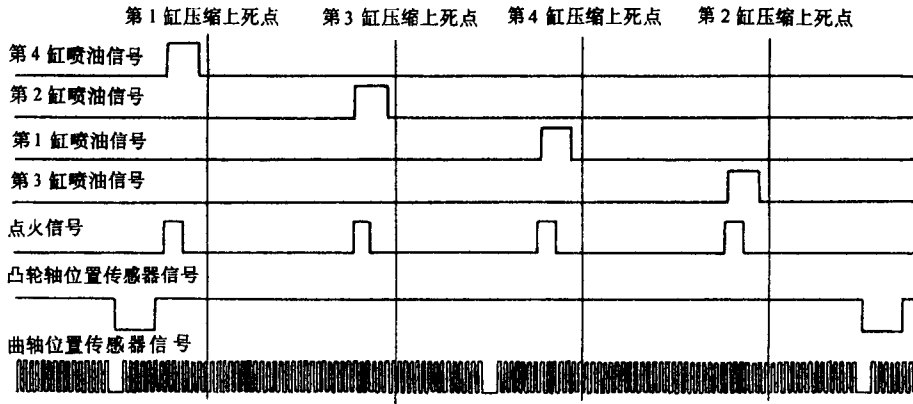 第1缸压缩上死点 第3缸压缩上死点 第4缸压缩上死点 第2缸压缩上死点
第4缸喷油信号
第2缸喷油信号
第1缸喷油信号
第3缸喷油信号
点火信号
凸轮轴位置传感器信号
曲轴位置传感器信号